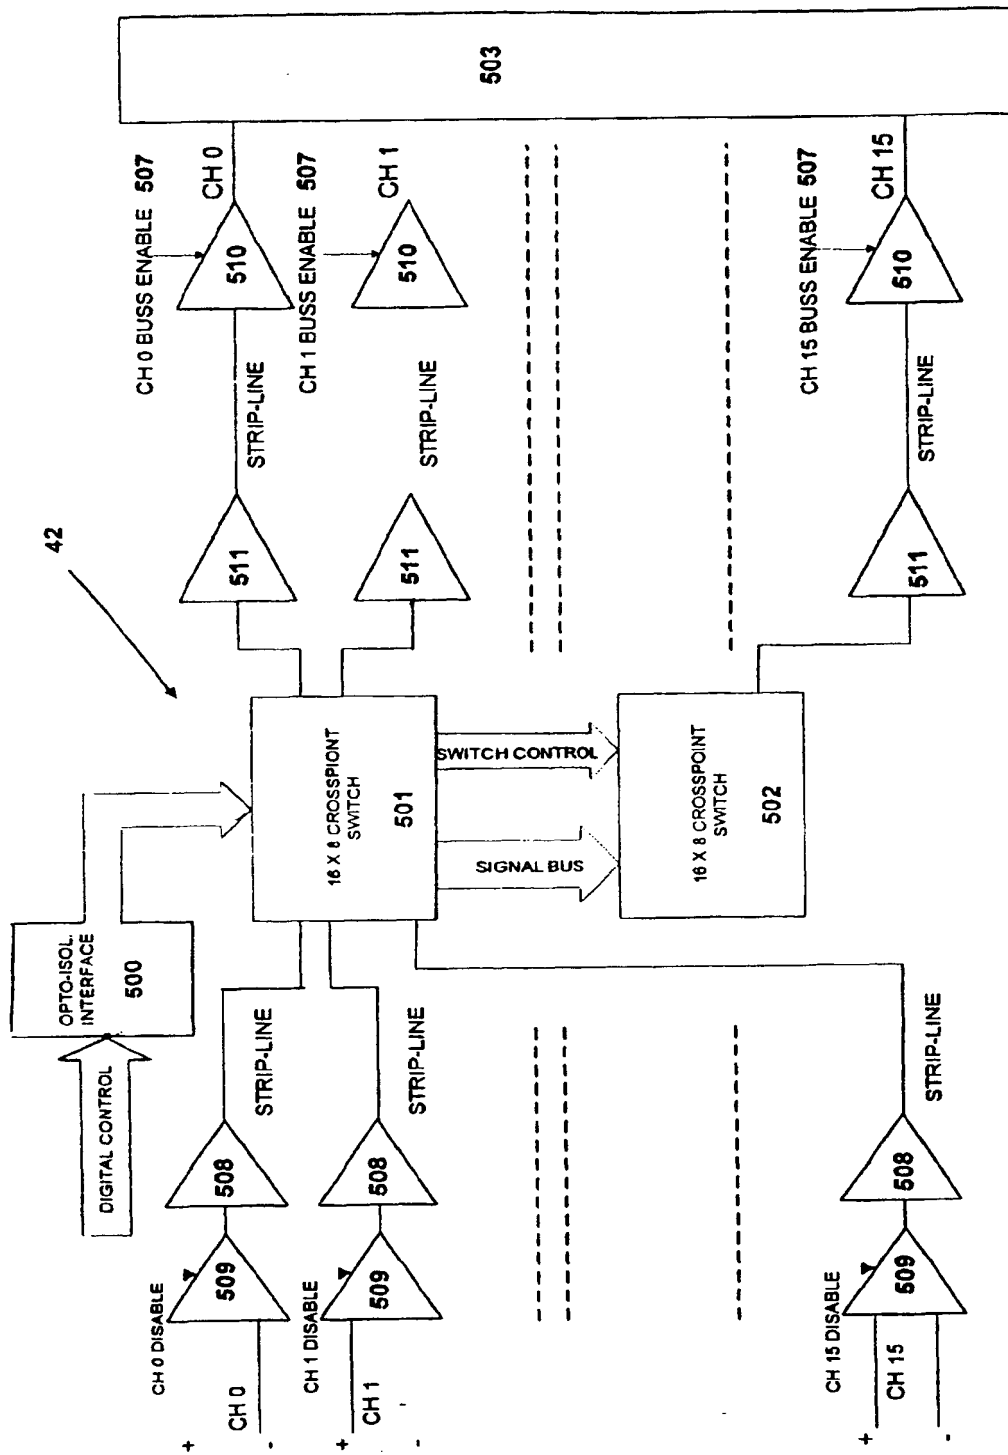 42
DIGITAL CONTROL
OPTO-ISOL.
INTERFACE
500
CH 0 DISABLE
+
CH 0
-
509
508
STRIP-LINE
CH 1 DISABLE
+
CH 1
-
509
508
STRIP-LINE
CH 15 DISABLE
+
CH 15
-
509
508
STRIP-LINE
16 X 8 CROSSPIONT
SWITCH
501
SWITCH CONTROL
SIGNAL BUS
16 X 8 CROSSPOINT
SWITCH
502
511
STRIP-LINE
CH 0 BUSS ENABLE 507
510
CH 0
511
STRIP-LINE
CH 1 BUSS ENABLE 507
510
CH 1
511
STRIP-LINE
CH 15 BUSS ENABLE 507
510
CH 15
503